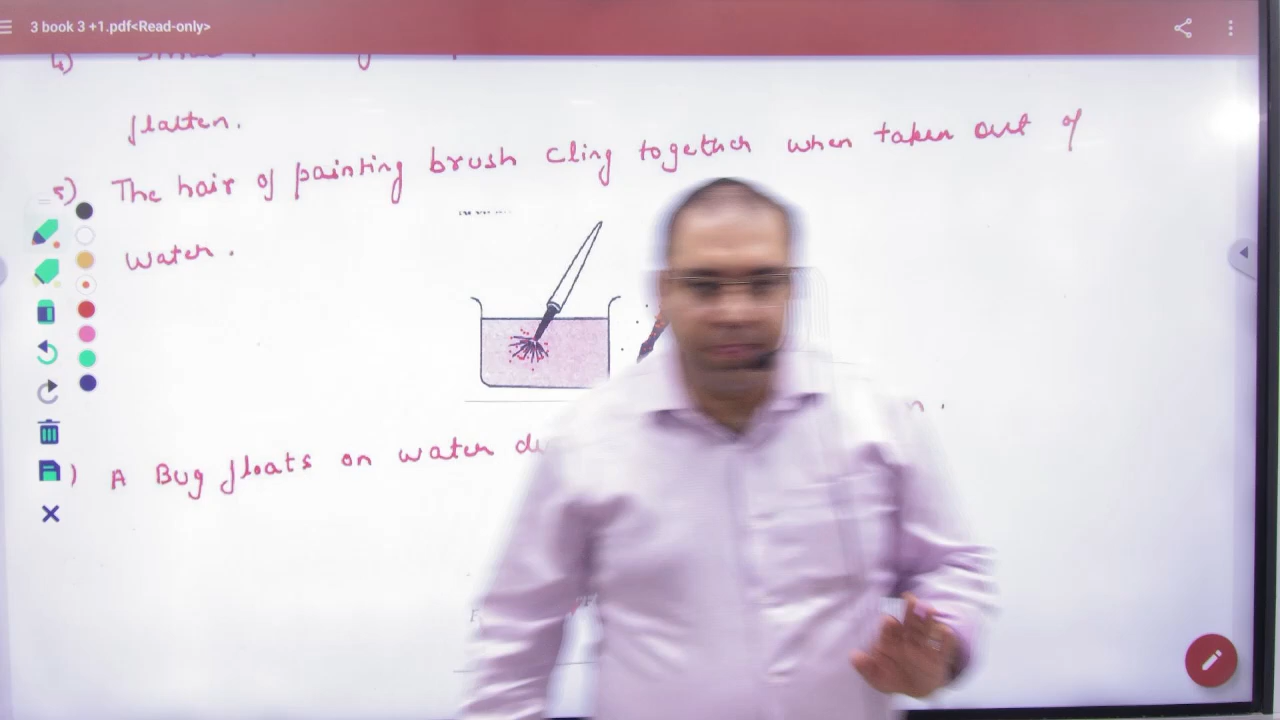 3 book 3 +1.pdf<Read-only>
4)
flatten.
5) The hair of painting brush cling together when taken out of
water.
) A Bug floats on water